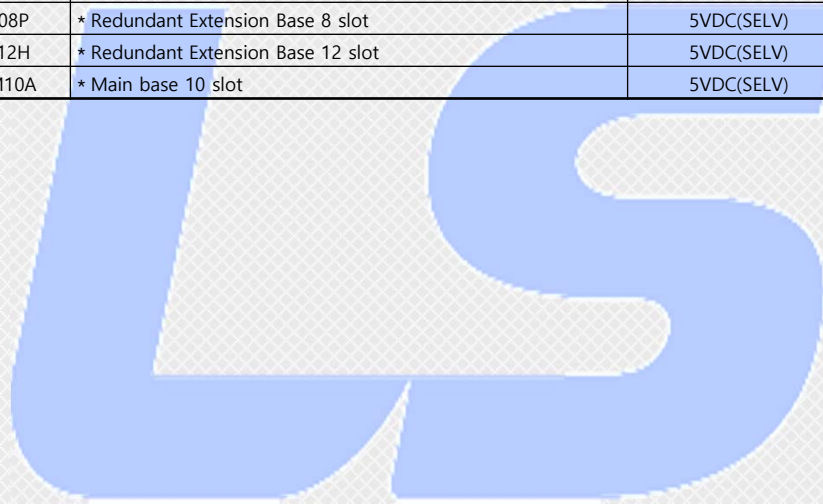 08P * Redundant Extension Base 8 slot 5VDC(SELV)
12H * Redundant Extension Base 12 slot 5VDC(SELV)
10A * Main base 10 slot 5VDC(SELV)
LS